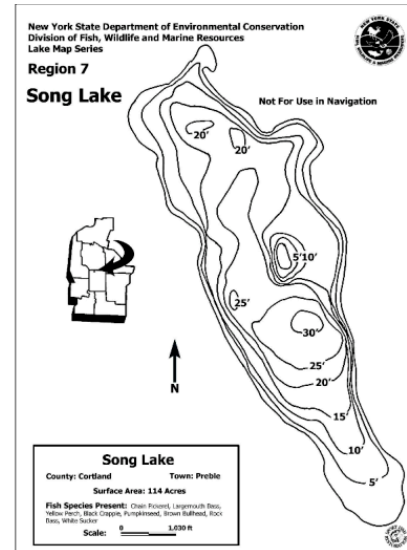 New York State Department of Environmental Conservation
Division of Fish, Wildlife and Marine Resources
Lake Map Series
Region 7
Song Lake
Not For Use in Navigation
20'
20'
5'10'
25'
30'
25'
20'
15'
10'
5'
N
Song Lake
County: Cortland Town: Preble
Surface Area: 114 Acres
Fish Species Present: Chain Pickerel, Largemouth Bass,
Yellow Perch, Black Crappie, Pumpkinseed, Brown Bullhead, Rock
Bass, White Sucker
Scale: 0 1,030 ft